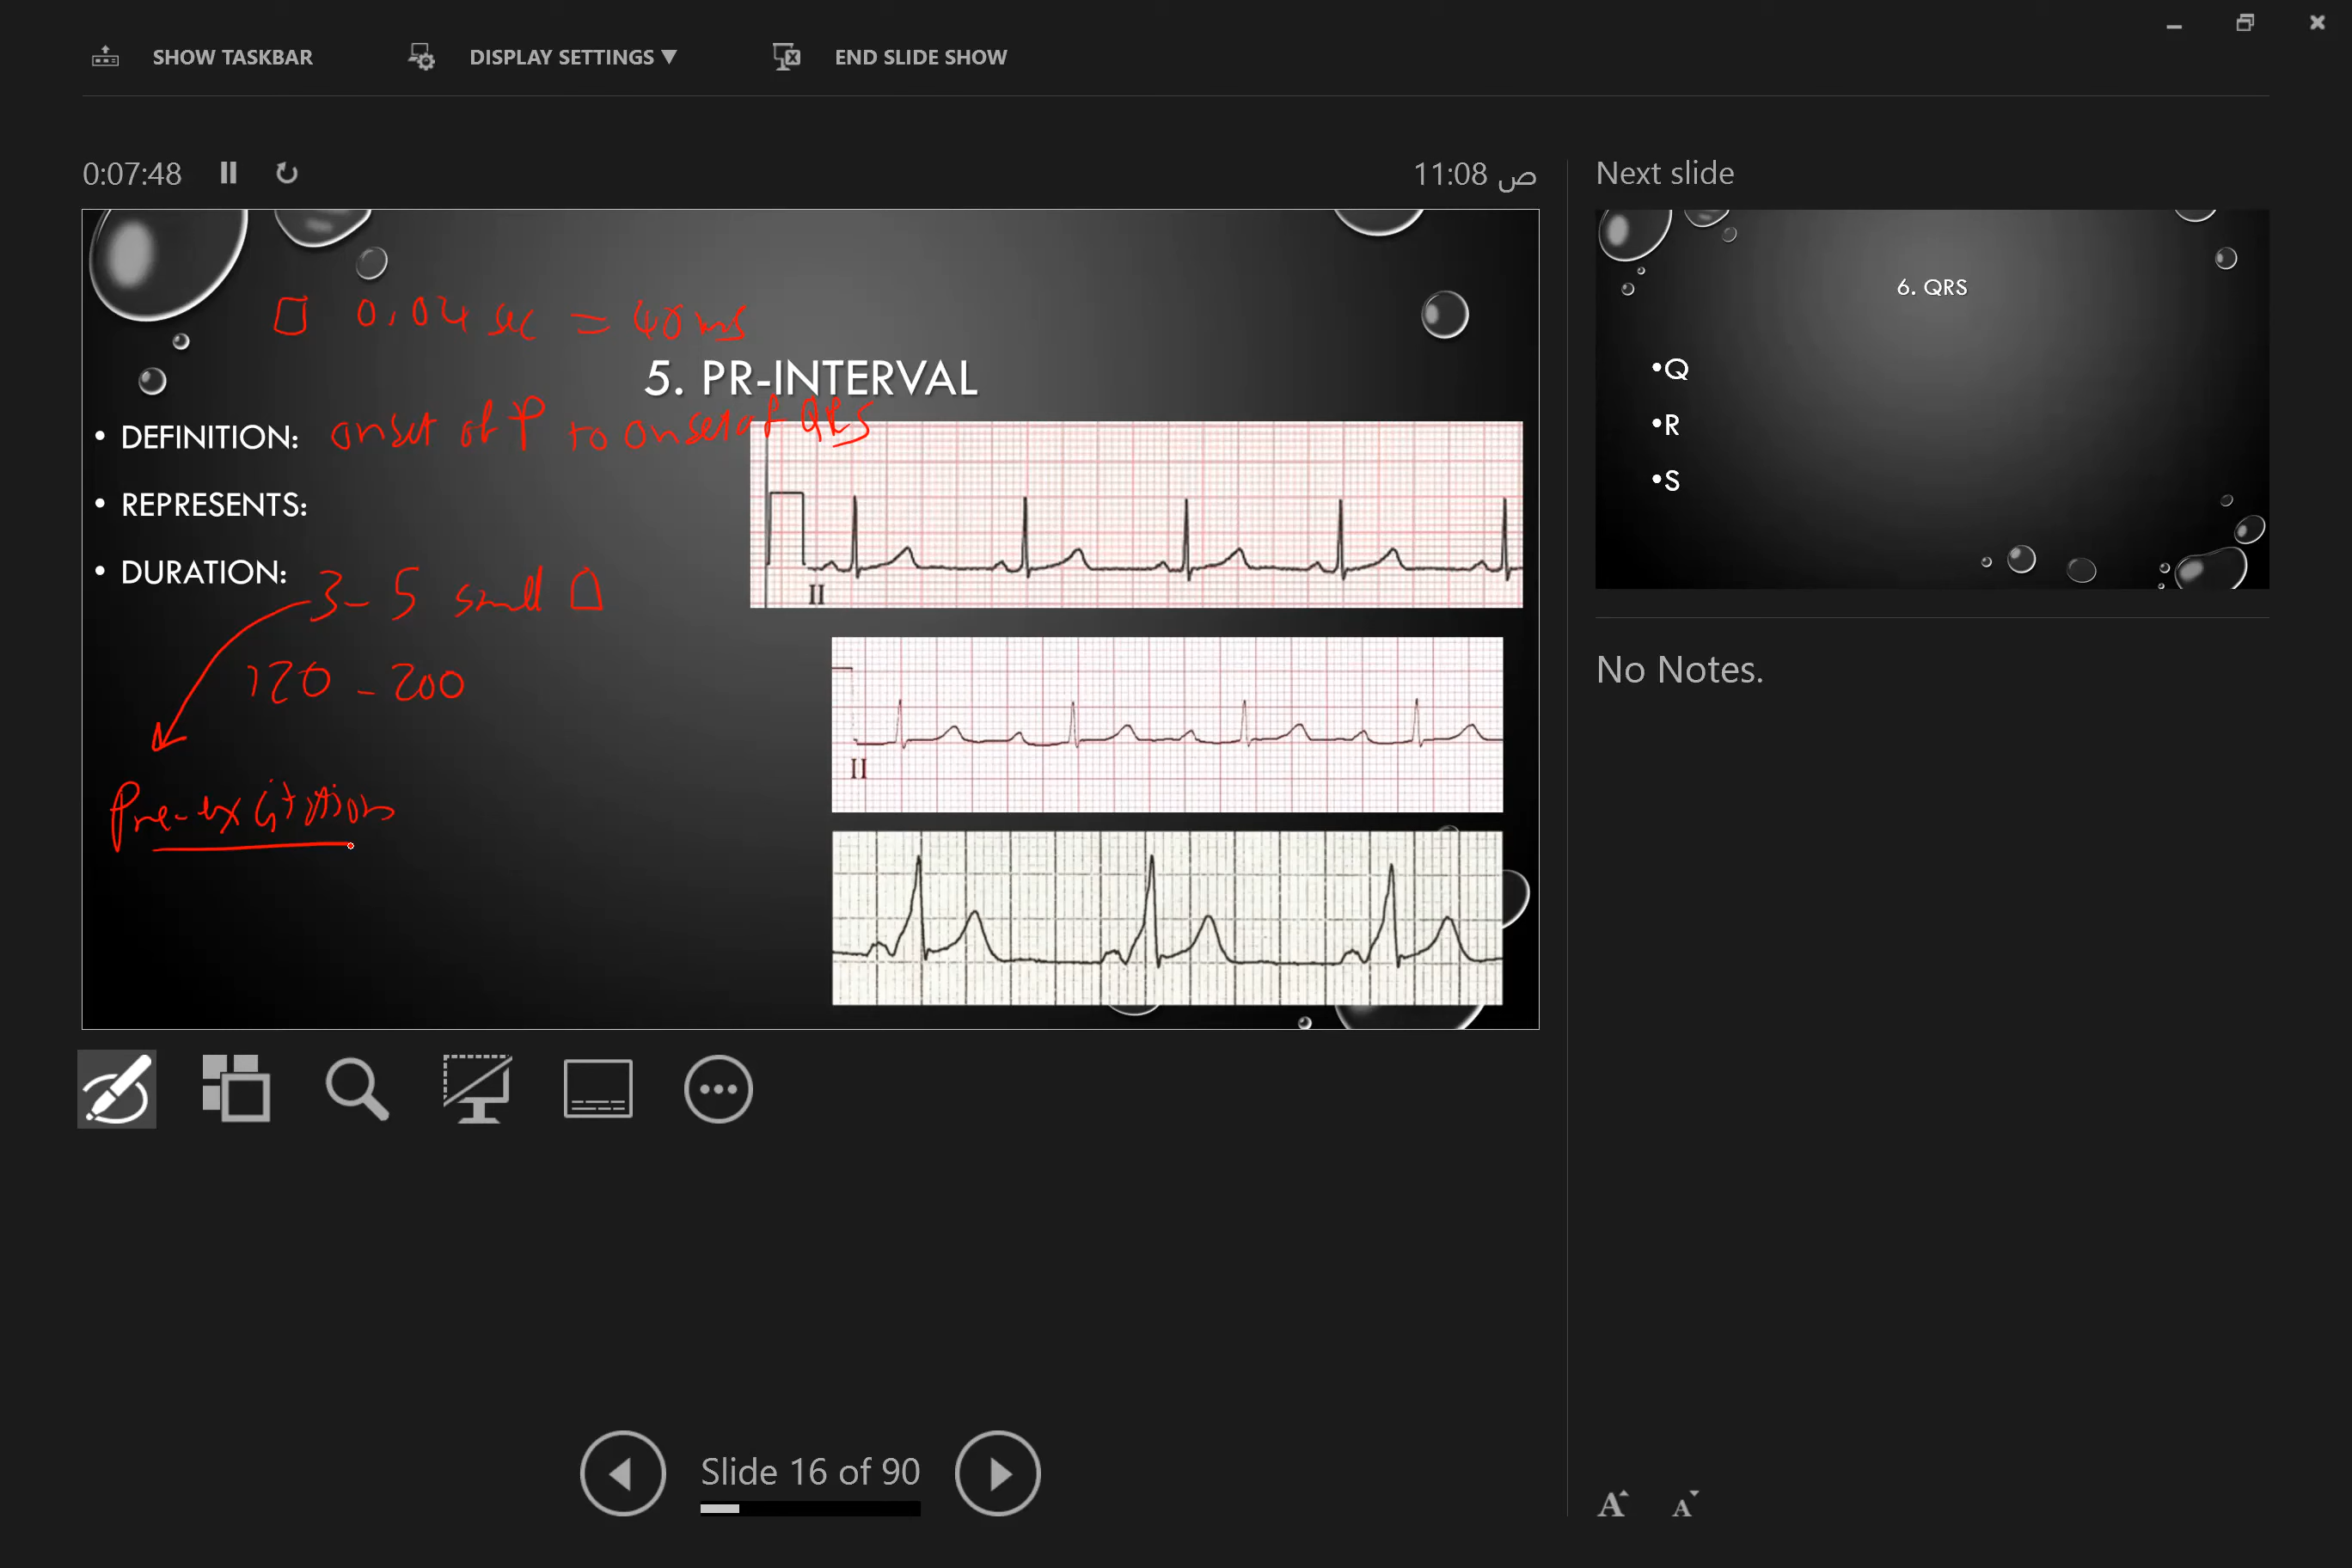 SHOW TASKBAR
DISPLAY SETTINGS ▼
END SLIDE SHOW
0:07:48
11:08 ص
0.04 sec = 40 ms
5. PR-INTERVAL
• DEFINITION: onset of P to onset of QRS
• REPRESENTS:
• DURATION: 3-5 small
120 - 200
Pre-excitation
II
II
Next slide
6. QRS
•Q
•R
•S
No Notes.
Slide 16 of 90
A A